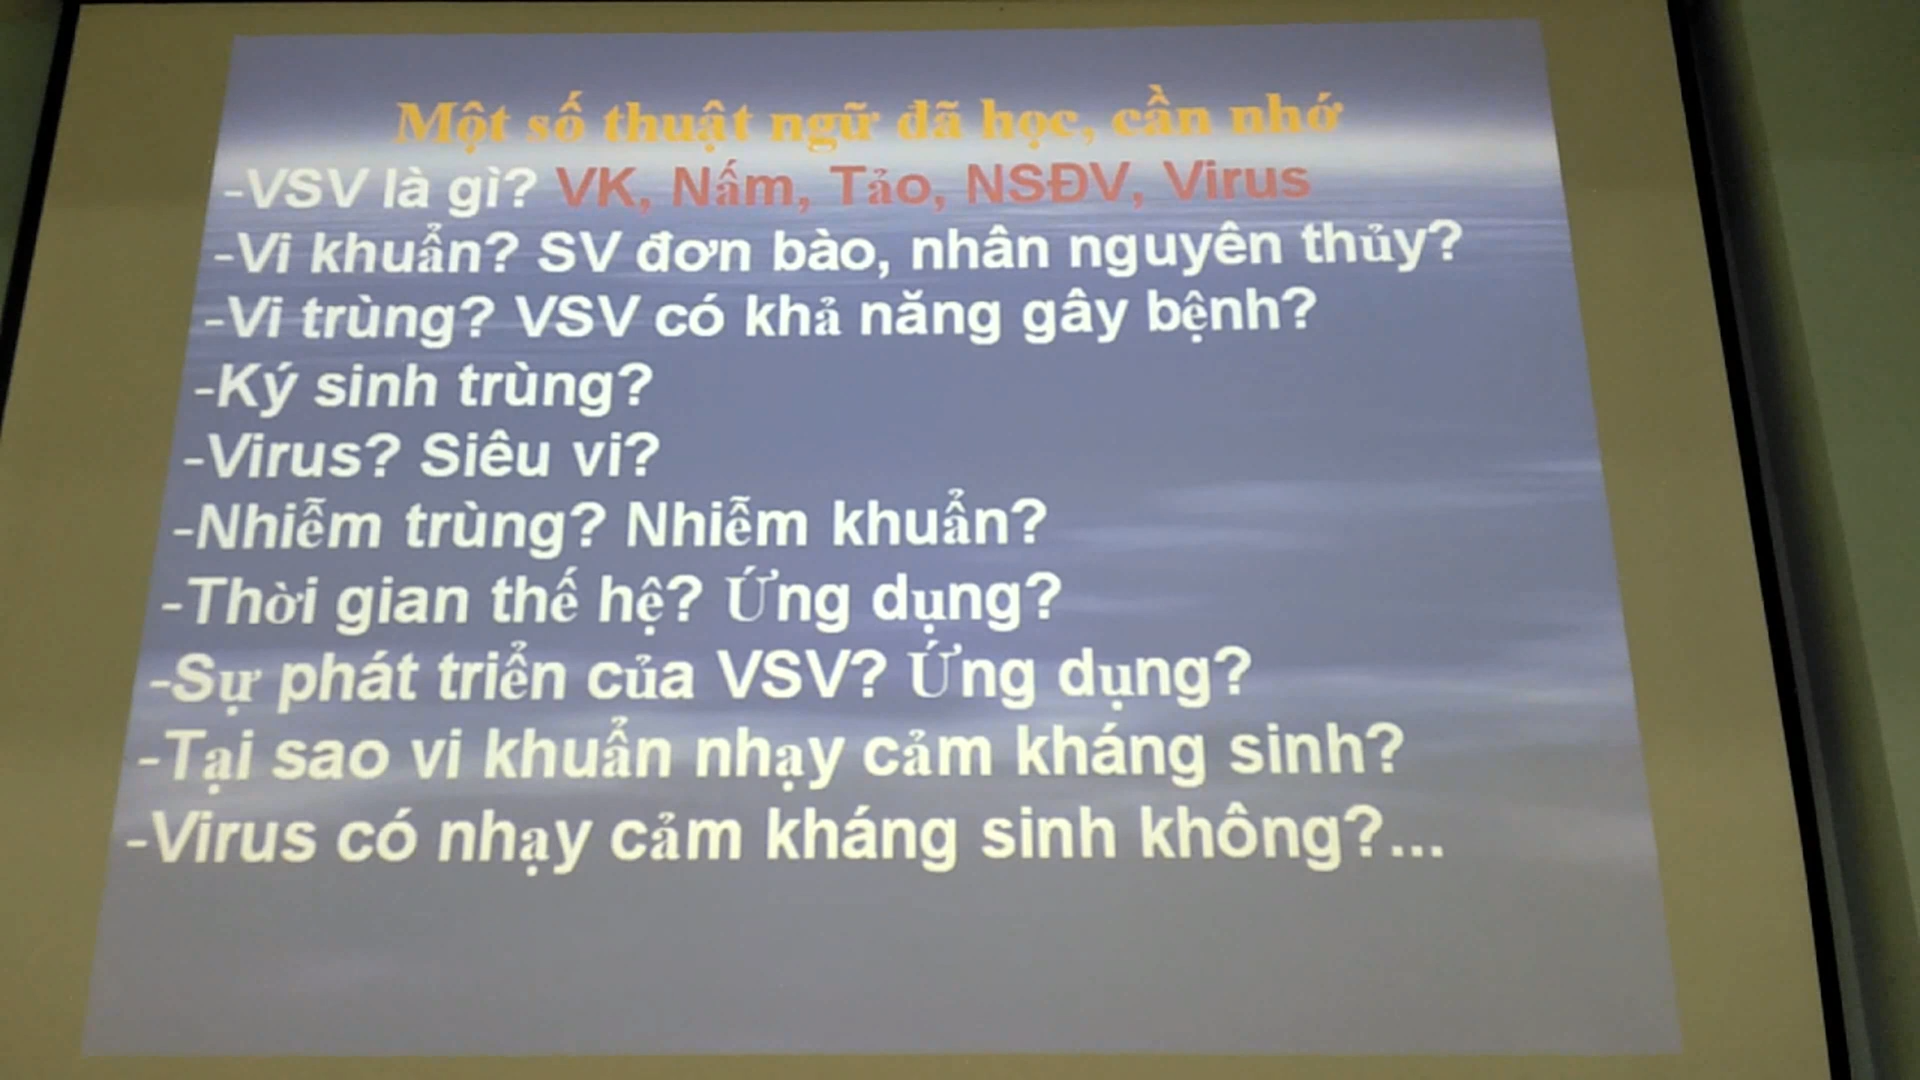 Một số thuật ngữ đã học, cần nhớ
-VSV là gì? VK, Nấm, Tảo, NSĐV, Virus
-Vi khuẩn? SV đơn bào, nhân nguyên thủy?
-Vi trùng? VSV có khả năng gây bệnh?
-Ký sinh trùng?
-Virus? Siêu vi?
-Nhiễm trùng? Nhiễm khuẩn?
-Thời gian thế hệ? Ứng dụng?
-Sự phát triển của VSV? Ứng dụng?
-Tại sao vi khuẩn nhạy cảm kháng sinh?
-Virus có nhạy cảm kháng sinh không?...